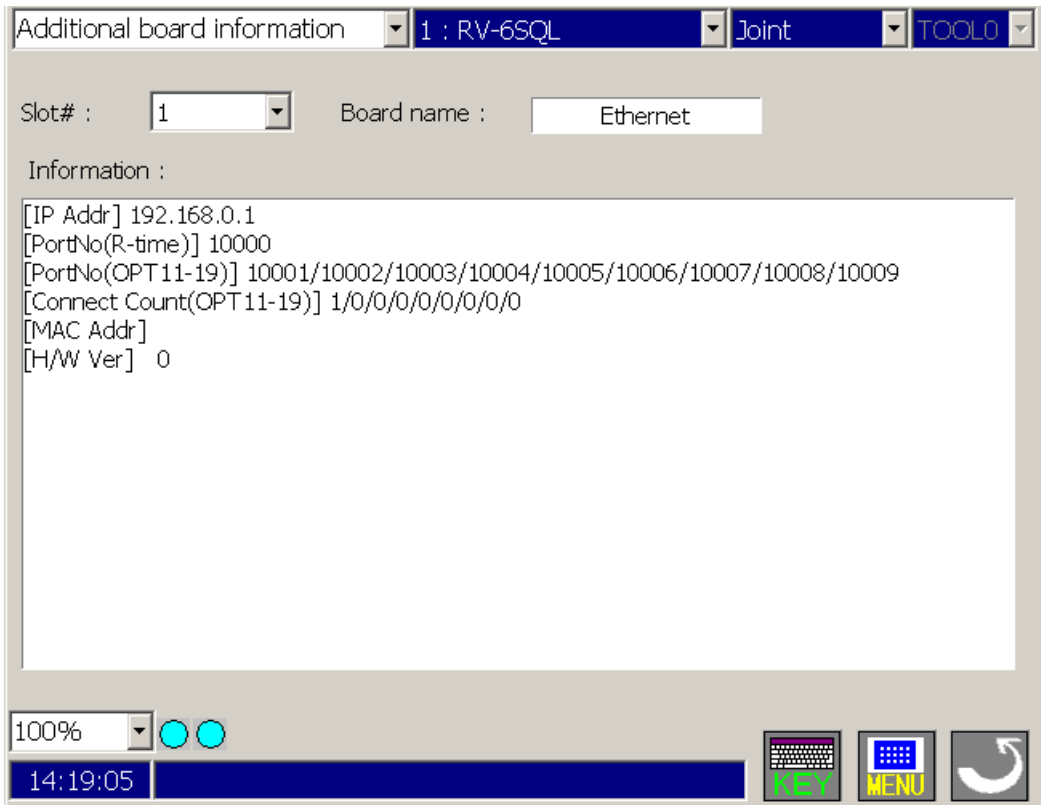 Additional board information 1 : RV-6SQL Joint TOOL0
Slot# : 1 Board name : Ethernet
Information :
[IP Addr] 192.168.0.1
[PortNo(R-time)] 10000
[PortNo(OPT11-19)] 10001/10002/10003/10004/10005/10006/10007/10008/10009
[Connect Count(OPT11-19)] 1/0/0/0/0/0/0/0/0
[MAC Addr]
[H/W Ver] 0
100%
14:19:05 KEY MENU